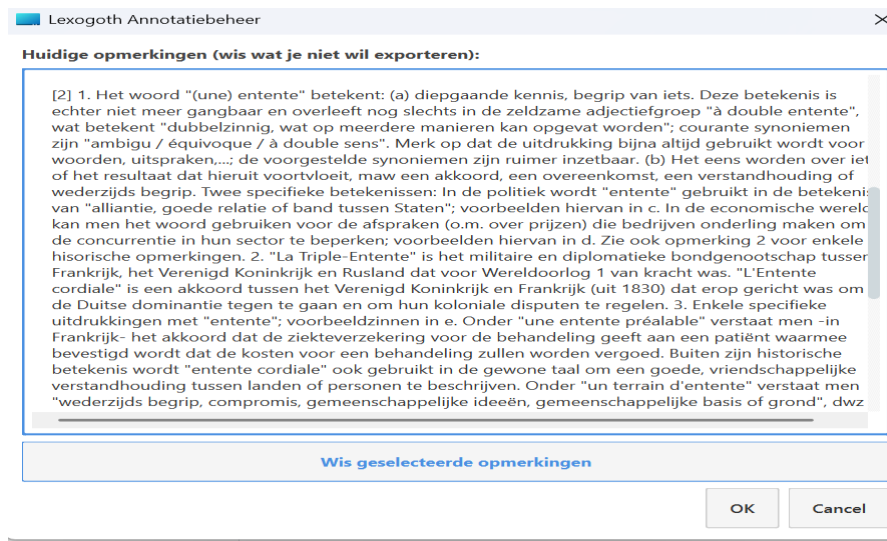 Lexogoth Annotatiebeheer
Huidige opmerkingen (wis wat je niet wil exporteren):
[2] 1. Het woord "(une) entente" betekent: (a) diepgaande kennis, begrip van iets. Deze betekenis is
echter niet meer gangbaar en overleeft nog slechts in de zeldzame adjectiefgroep "à double entente",
wat betekent "dubbelzinnig, wat op meerdere manieren kan opgevat worden"; courante synoniemen
zijn "ambigu / équivoque / à double sens". Merk op dat de uitdrukking bijna altijd gebruikt wordt voor
woorden, uitspraken,...; de voorgestelde synoniemen zijn ruimer inzetbaar. (b) Het eens worden over
of het resultaat dat hieruit voortvloeit, maw een akkoord, een overeenkomst, een verstandhouding of
wederzijds begrip. Twee specifieke betekenissen: In de politiek wordt "entente" gebruikt in de
van "alliantie, goede relatie of band tussen Staten"; voorbeelden hiervan in c. In de economische
kan men het woord gebruiken voor de afspraken (o.m. over prijzen) die bedrijven onderling maken om
de concurrentie in hun sector te beperken; voorbeelden hiervan in d. Zie ook opmerking 2 voor enkele
hisorische opmerkingen. 2. "La Triple-Entente" is het militaire en diplomatieke bondgenootschap
Frankrijk, het Verenigd Koninkrijk en Rusland dat voor Wereldoorlog 1 van kracht was. "L'Entente
cordiale" is een akkoord tussen het Verenigd Koninkrijk en Frankrijk (uit 1830) dat erop gericht was om
de Duitse dominantie tegen te gaan en om hun koloniale disputen te regelen. 3. Enkele specifieke
uitdrukkingen met "entente"; voorbeeldzinnen in e. Onder "une entente préalable" verstaat men -in
Frankrijk- het akkoord dat de ziekteverzekering voor de behandeling geeft aan een patiënt waarmee
bevestigd wordt dat de kosten voor een behandeling zullen worden vergoed. Buiten zijn historische
betekenis wordt "entente cordiale" ook gebruikt in de gewone taal om een goede, vriendschappelijke
verstandhouding tussen landen of personen te beschrijven. Onder "un terrain d'entente" verstaat men
"wederzijds begrip, compromis, gemeenschappelijke ideeën, gemeenschappelijke basis of grond", dwz
Wis geselecteerde opmerkingen
OK Cancel